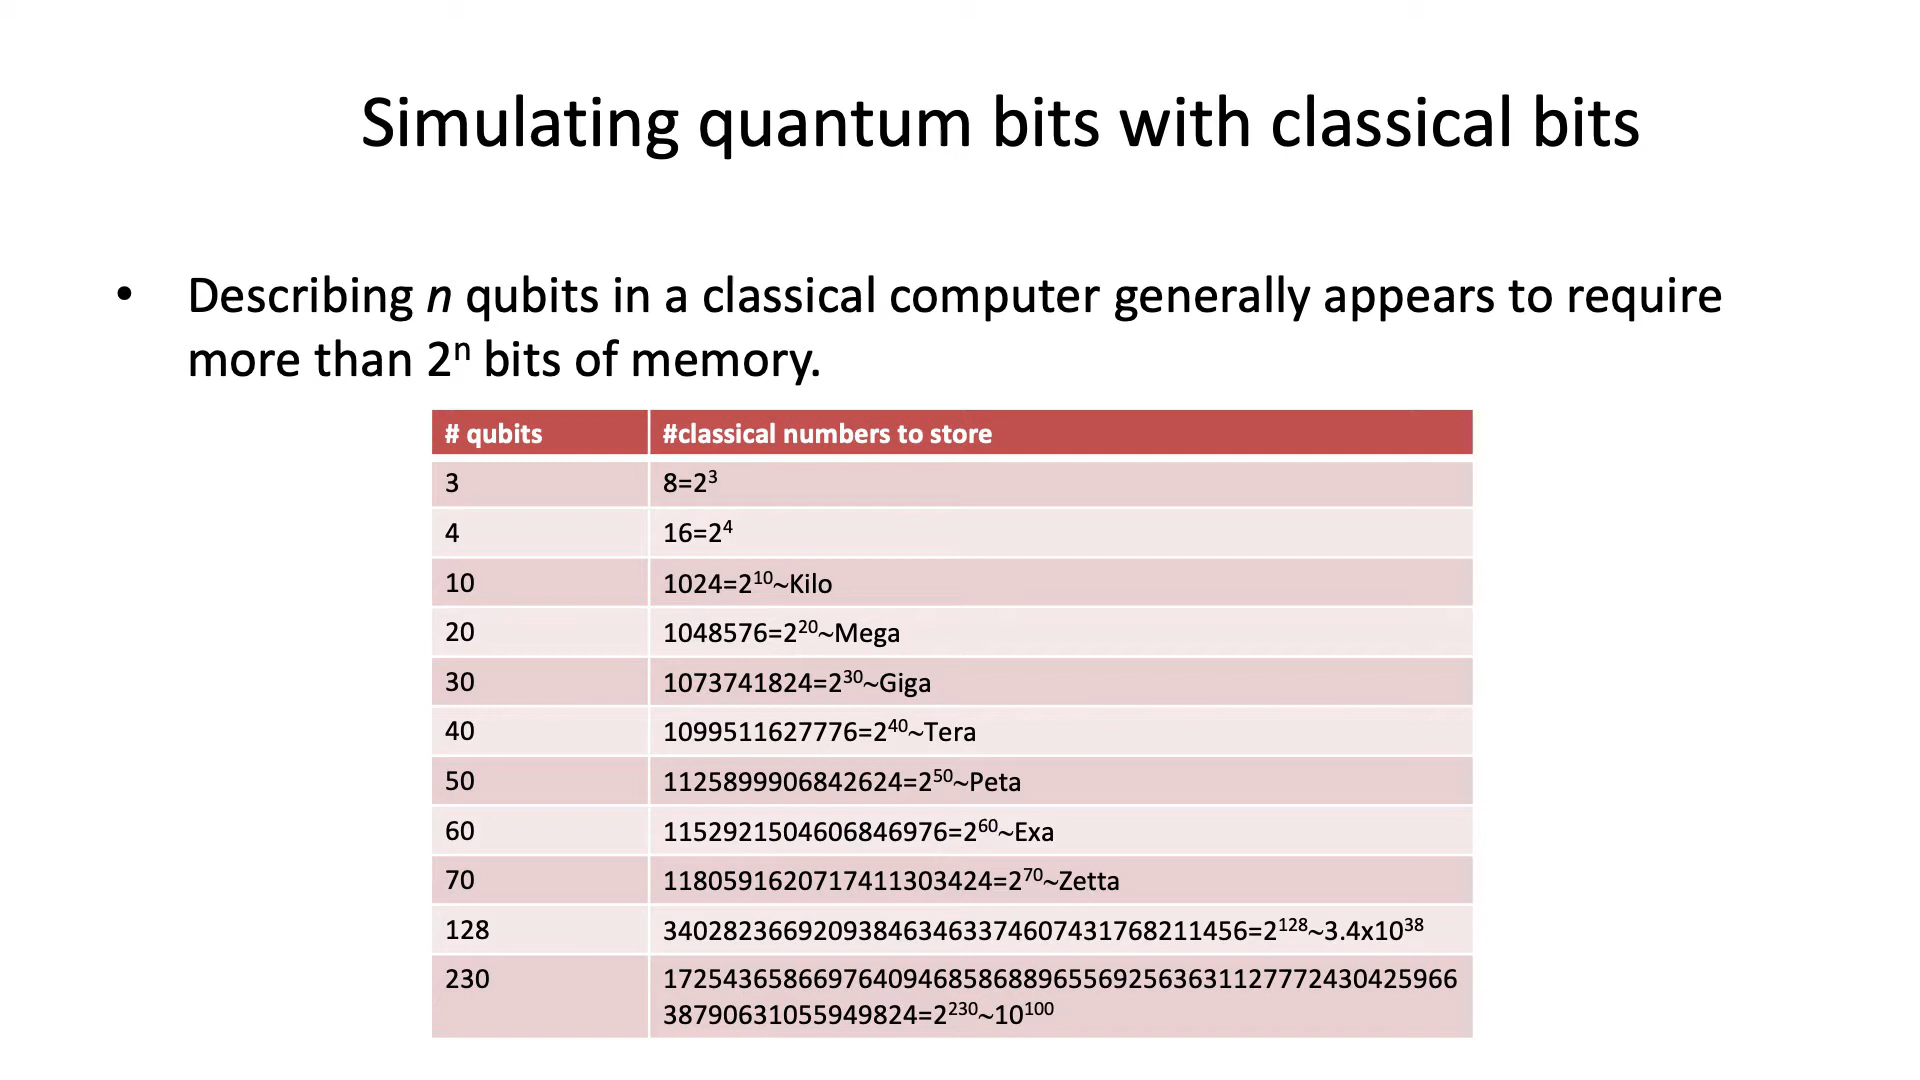 Simulating quantum bits with classical bits
• Describing n qubits in a classical computer generally appears to require
more than 2ⁿ bits of memory.
# qubits #classical numbers to store
3 8=2³
4 16=2⁴
10 1024=2¹⁰~Kilo
20 1048576=2²⁰~Mega
30 1073741824=2³⁰~Giga
40 1099511627776=2⁴⁰~Tera
50 1125899906842624=2⁵⁰~Peta
60 1152921504606846976=2⁶⁰~Exa
70 1180591620717411303424=2⁷⁰~Zetta
128 340282366920938463463374607431768211456=2¹²⁸~3.4x10³⁸
230 17254365866976409468586889655692563631127772430425966
38790631055949824=2²³⁰~10¹⁰⁰